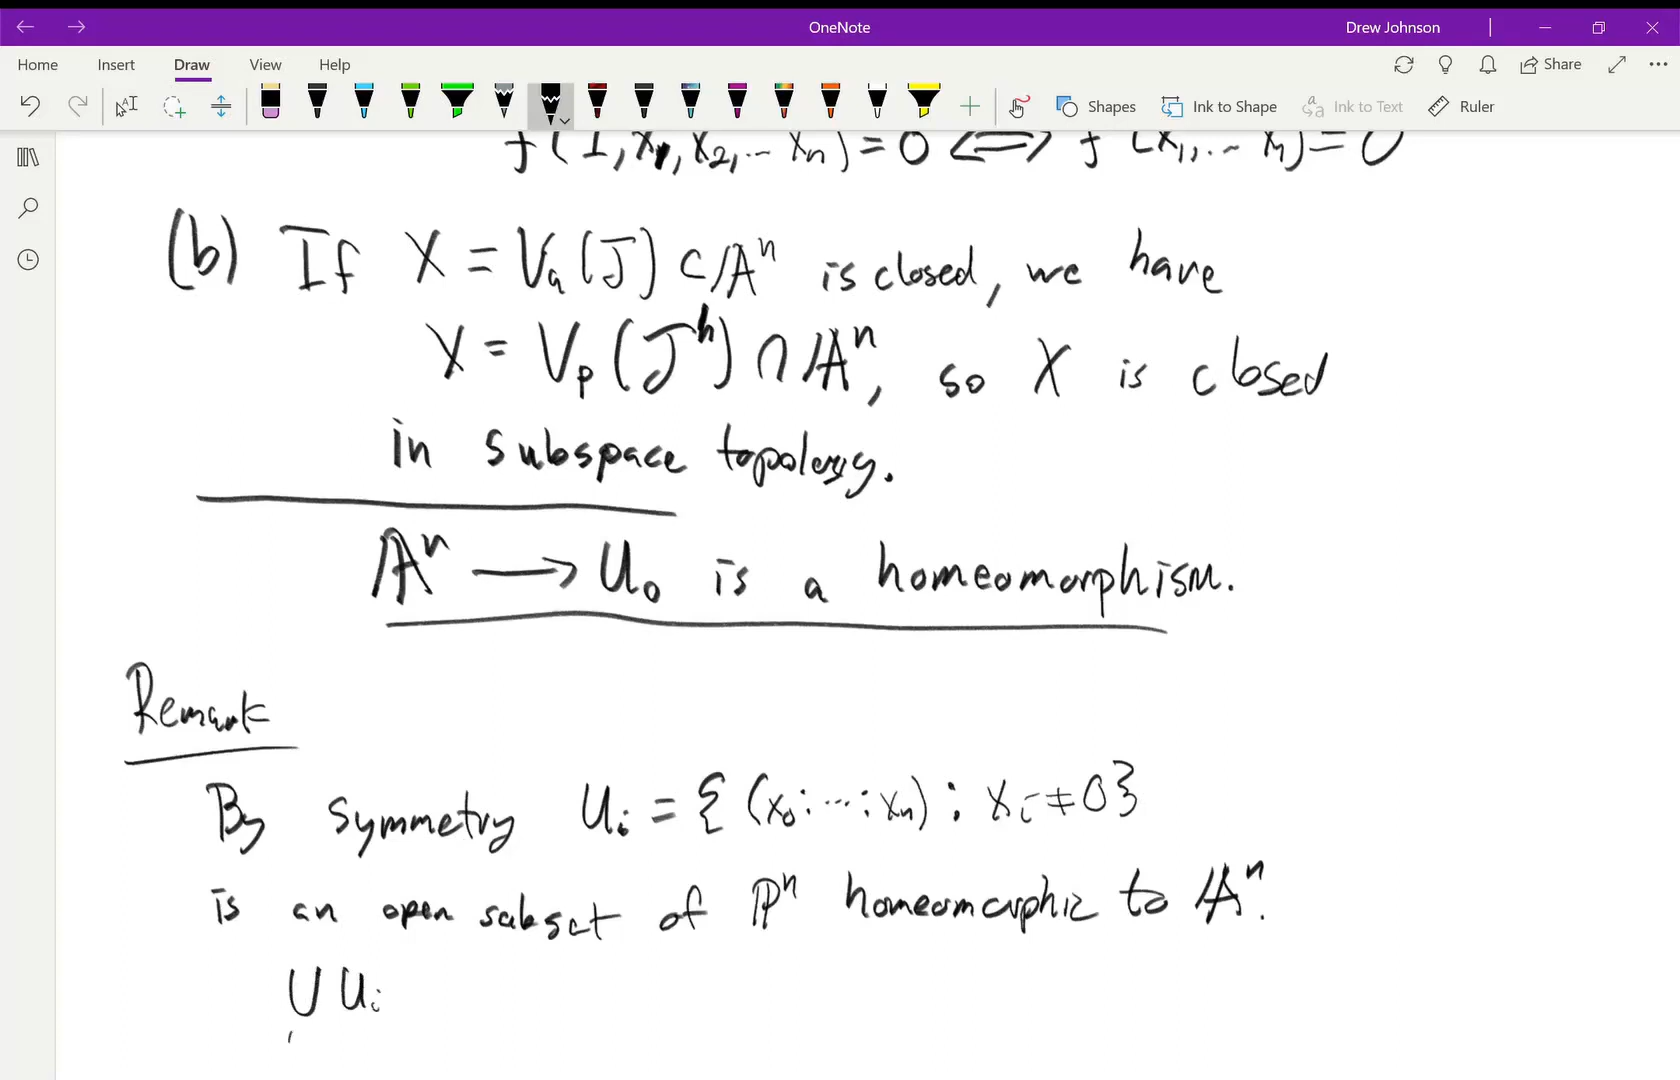 OneNote
Drew Johnson
Home Insert Draw View Help
Share
Shapes Ink to Shape Ink to Text Ruler
f(1, x₁, x₂, ... xₙ) = 0 <=> f (x₁, ... xₙ) = 0
(b) If X = Vₐ(J) ⊂ 𝔸ⁿ is closed, we have
X = Vₚ(Jʰ) ∩ 𝔸ⁿ, so X is closed
in subspace topology.
𝔸ⁿ → U₀ is a homeomorphism.
Remark
By symmetry Uᵢ = { (x₀ : ... : xₙ) : xᵢ ≠ 0 }
is an open subset of ℙⁿ homeomorphic to 𝔸ⁿ.
∪ Uᵢ